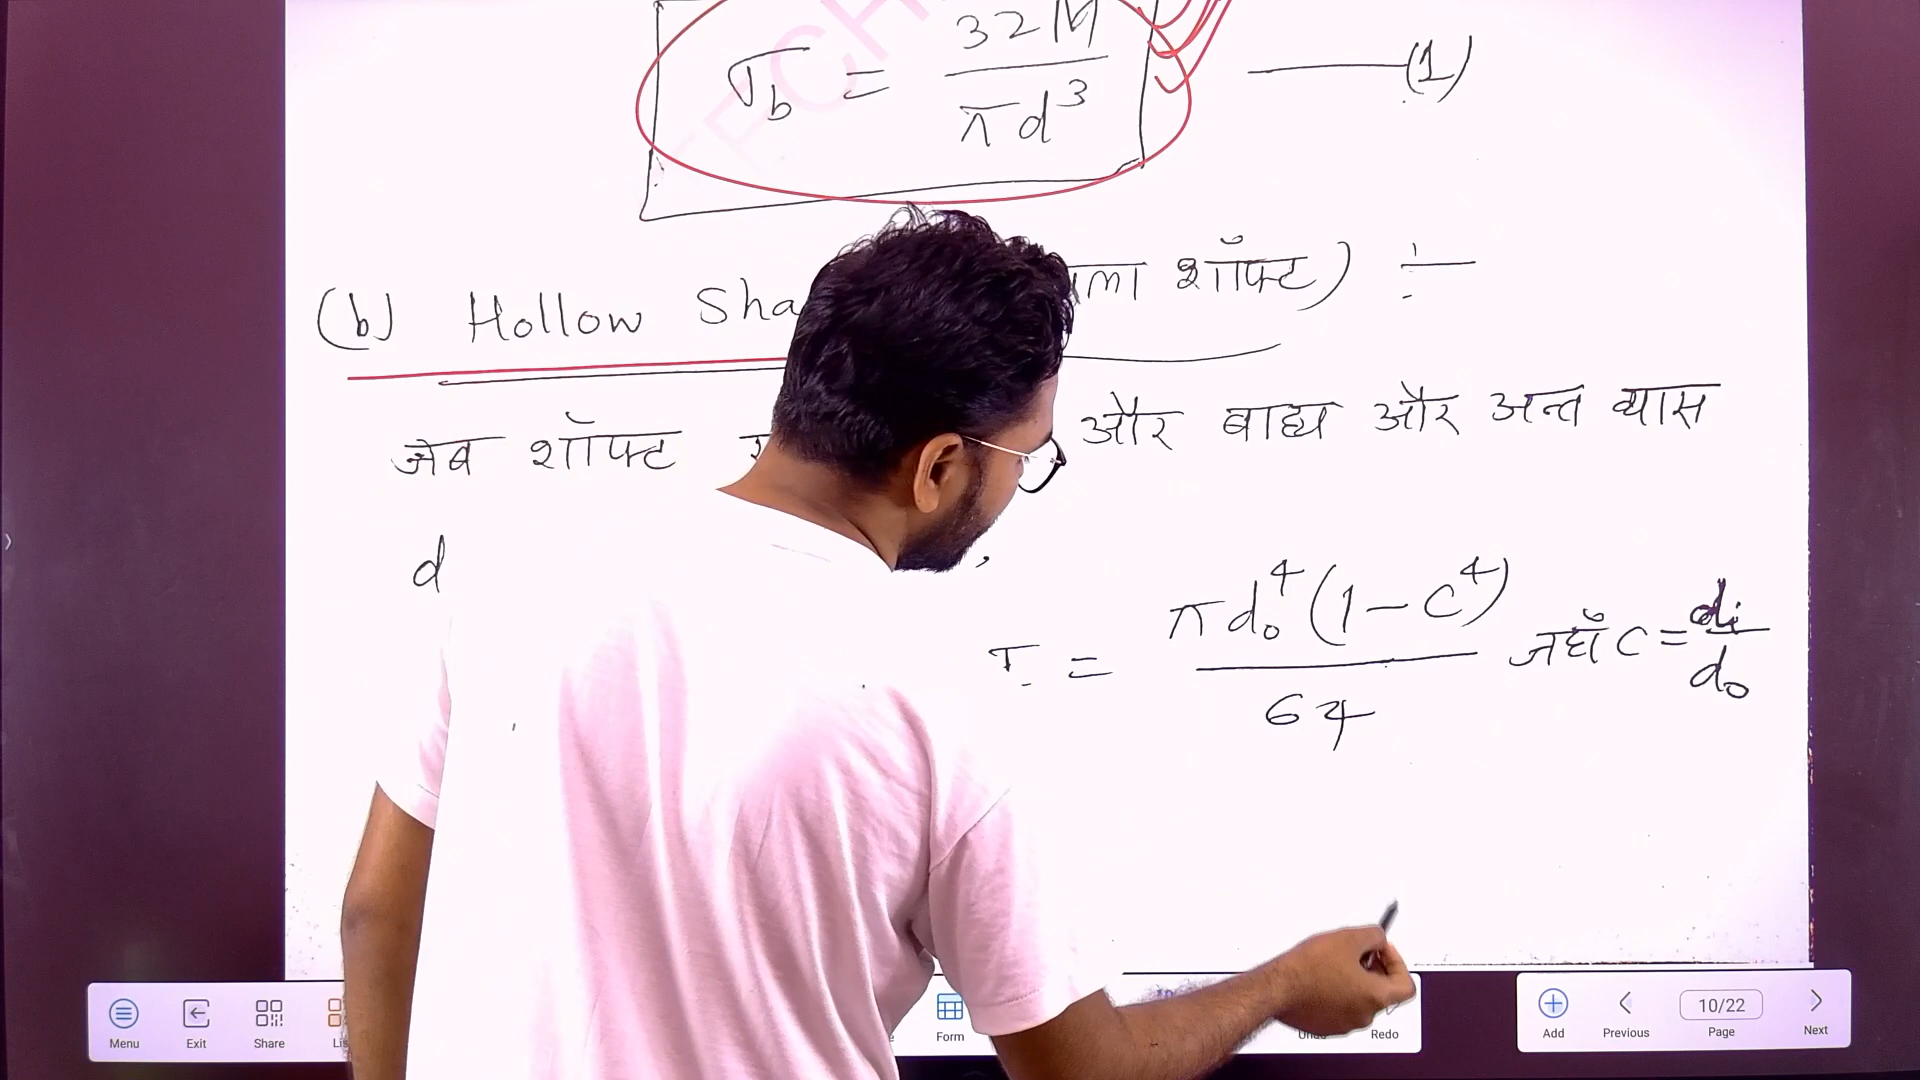 σb = 32M / πd³ ———(1)
(b) Hollow शॉफ्ट) ÷
जब शॉफ्ट और बाह्य और अन्त व्यास
d ,
I = πd₀⁴(1-c⁴) / 64 जहाँ c = di / d₀
Menu Exit Share Form Redo Add Previous 10/22 Page Next